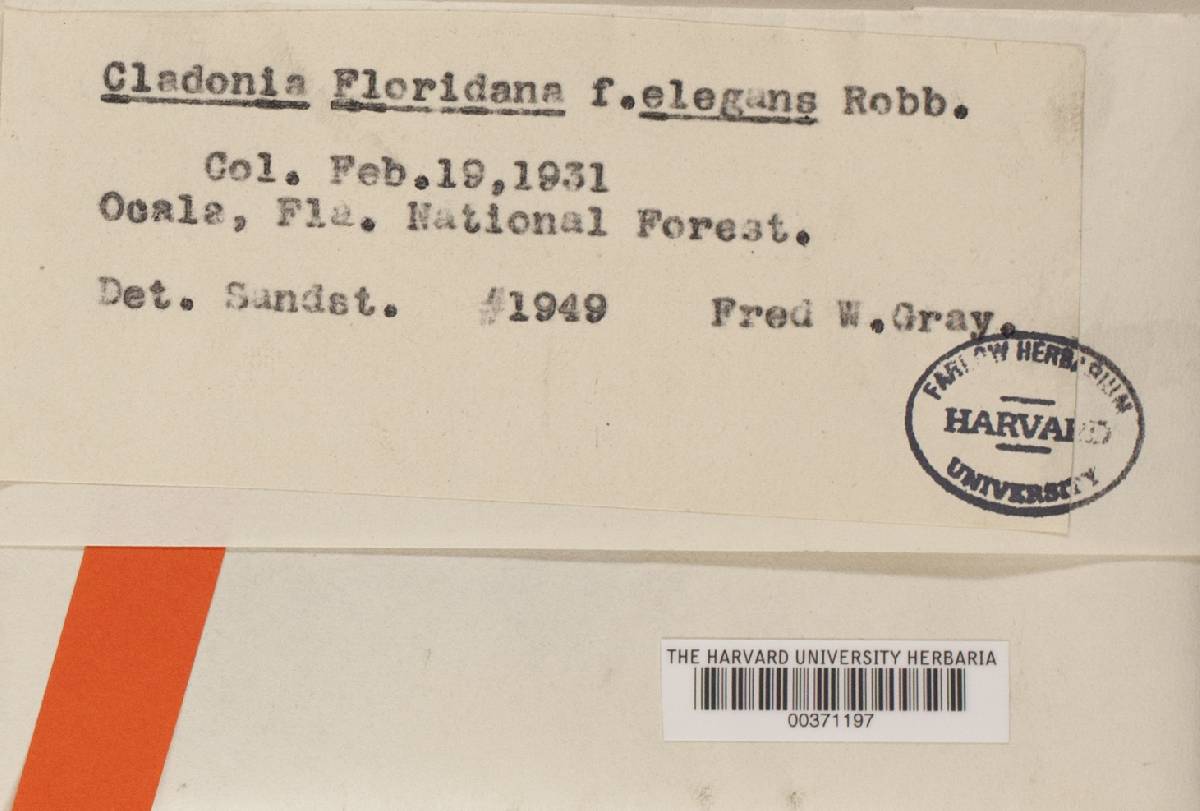 Cladonia Floridana f.elegans Robb.
Col. Feb.19,1931
Ocala, Fla. National Forest.
Det. Sandst. #1949 Fred W.Gray.
FARLOW HERBARIUM
HARVARD
UNIVERSITY
THE HARVARD UNIVERSITY HERBARIA
00371197